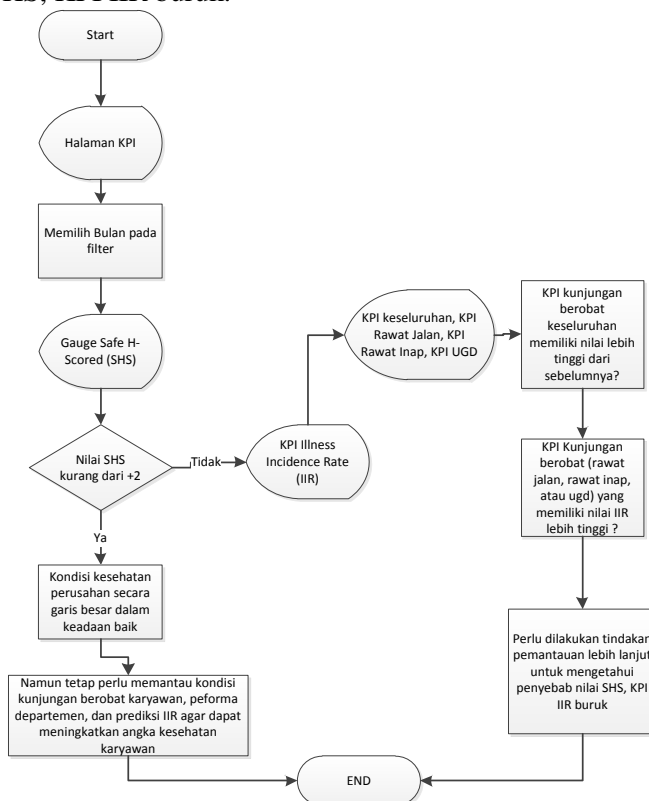 Start
Halaman KPI
Memilih Bulan pada
filter
Gauge Safe H-
Scored (SHS)
Nilai SHS
kurang dari +2
Tidak
Ya
KPI Illness
Incidence Rate
(IIR)
KPI keseluruhan, KPI
Rawat Jalan, KPI
Rawat Inap, KPI UGD
KPI kunjungan
berobat
keseluruhan
memiliki nilai lebih
tinggi dari
sebelumnya?
KPI Kunjungan
berobat (rawat
jalan, rawat inap,
atau ugd) yang
memiliki nilai IIR
lebih tinggi ?
Perlu dilakukan tindakan
pemantauan lebih lanjut
untuk mengetahui
penyebab nilai SHS, KPI
IIR buruk
Kondisi kesehatan
perusahan secara
garis besar dalam
keadaan baik
Namun tetap perlu memantau kondisi
kunjungan berobat karyawan, peforma
departemen, dan prediksi IIR agar dapat
meningkatkan angka kesehatan
karyawan
END